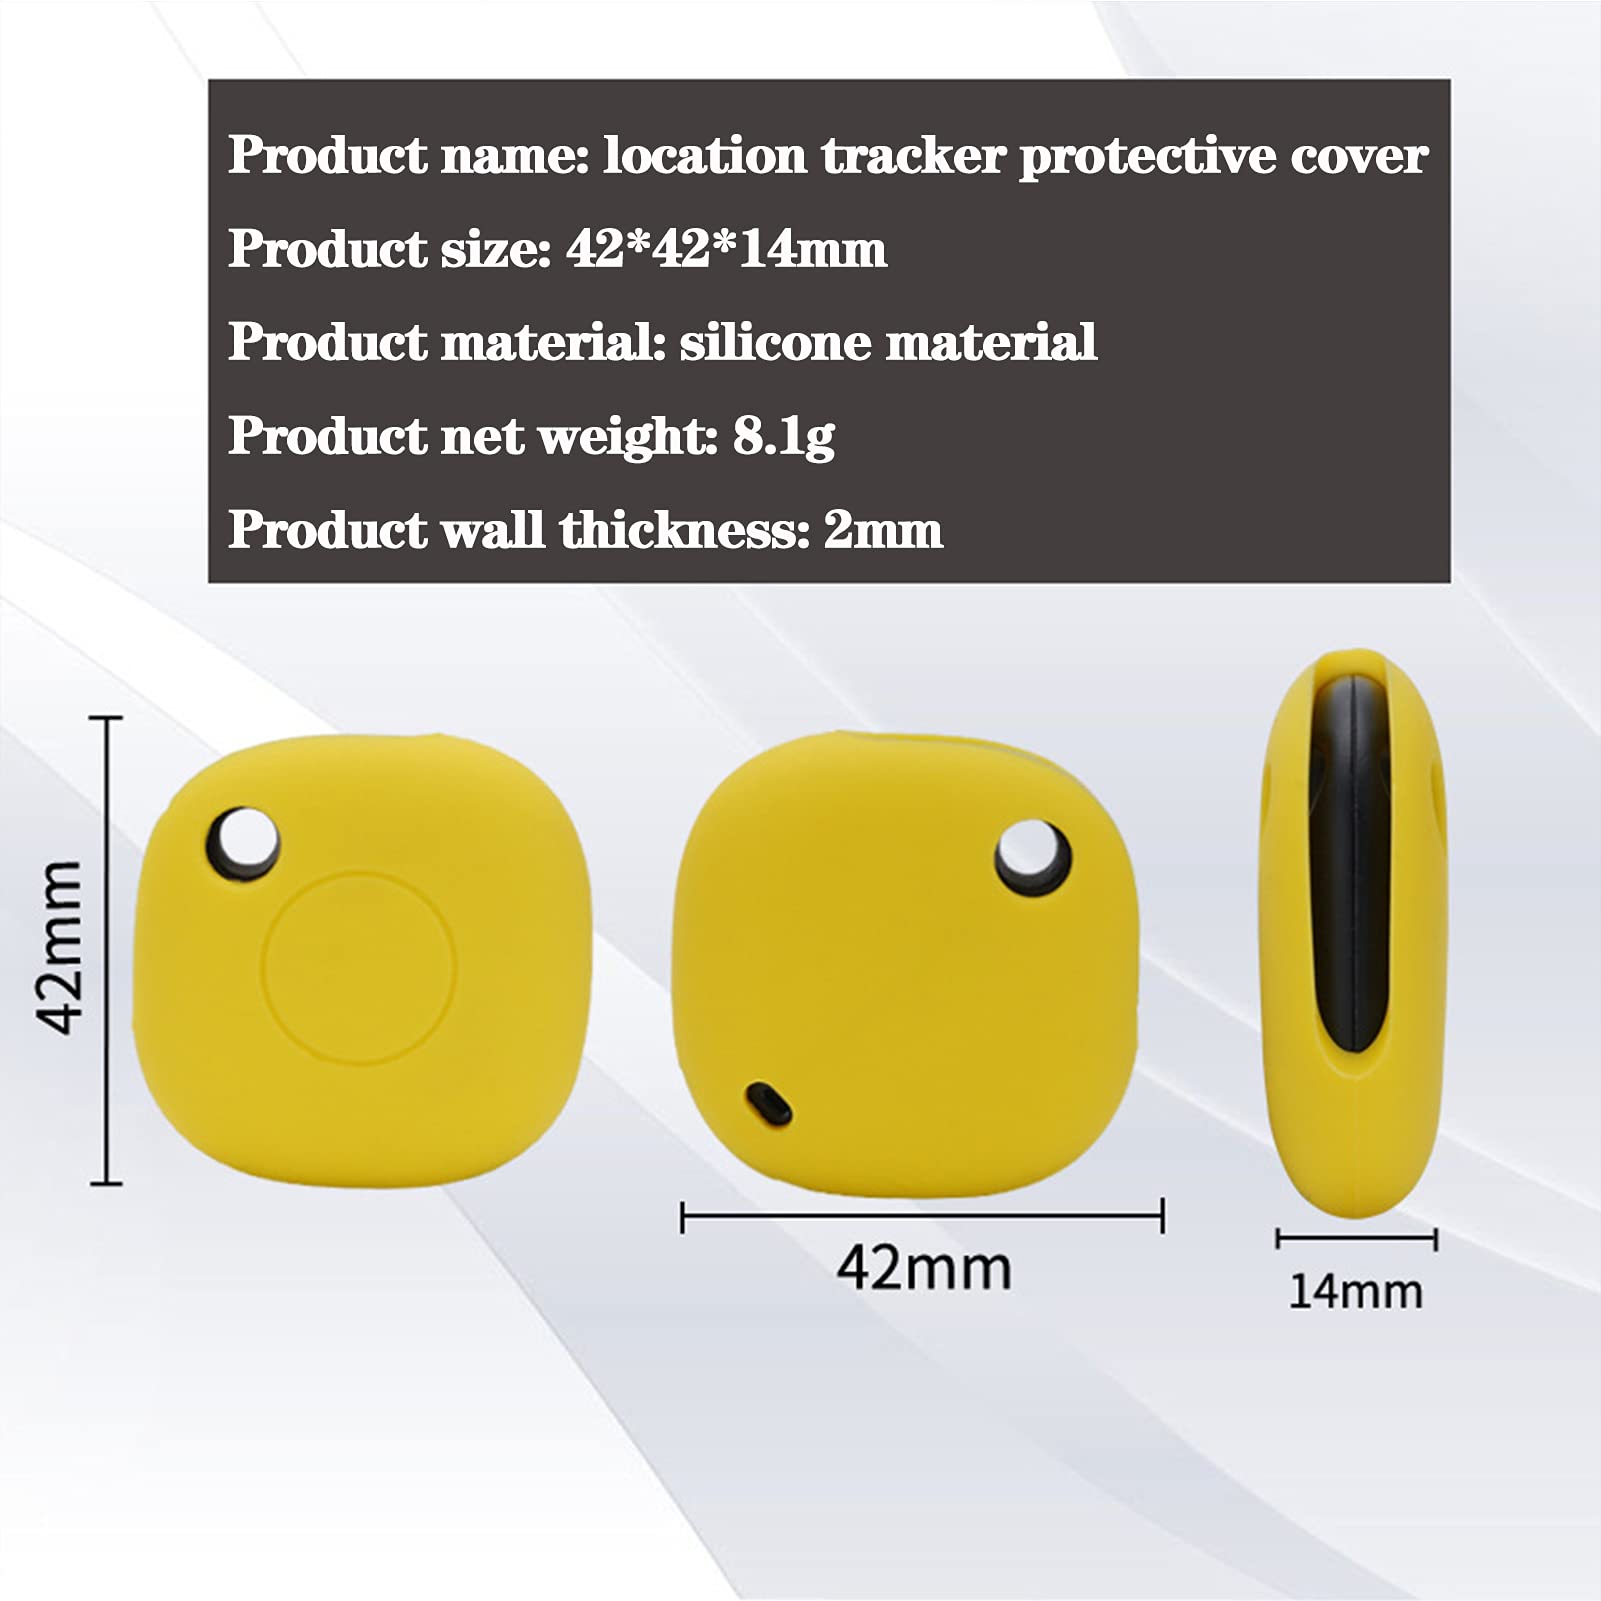 Product name: location tracker protective cover
Product size: 42*42*14mm
Product material: silicone material
Product net weight: 8.1g
Product wall thickness: 2mm
42mm
42mm
14mm